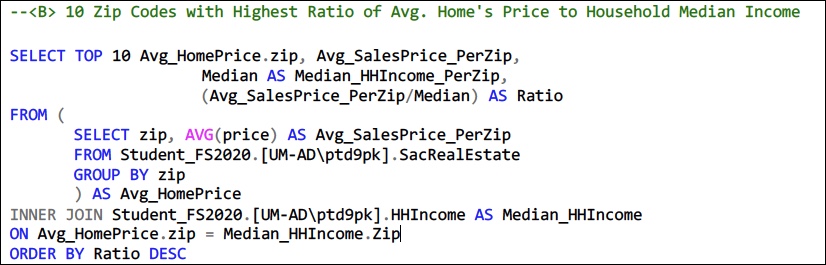 --<B> 10 Zip Codes with Highest Ratio of Avg. Home's Price to Household Median Income
SELECT TOP 10 Avg_HomePrice.zip, Avg_SalesPrice_PerZip,
Median AS Median_HHIncome_PerZip,
(Avg_SalesPrice_PerZip/Median) AS Ratio
FROM (
SELECT zip, AVG(price) AS Avg_SalesPrice_PerZip
FROM Student_FS2020.[UM-AD\ptd9pk].SacRealEstate
GROUP BY zip
) AS Avg_HomePrice
INNER JOIN Student_FS2020.[UM-AD\ptd9pk].HHIncome AS Median_HHIncome
ON Avg_HomePrice.zip = Median_HHIncome.Zip
ORDER BY Ratio DESC